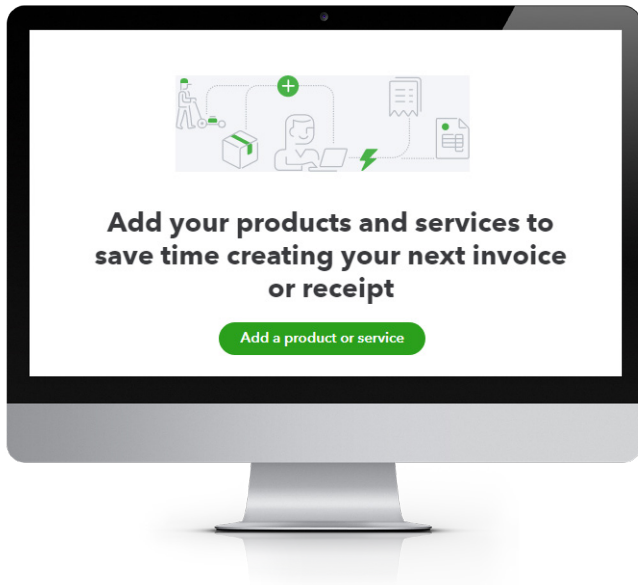 Add your products and services to
save time creating your next invoice
or receipt
Add a product or service